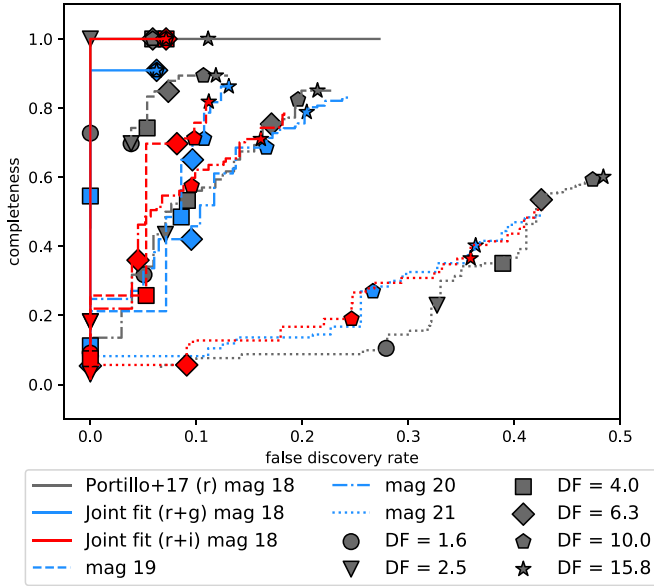 1.0
0.8
0.6
0.4
0.2
0.0
completeness
0.0 0.1 0.2 0.3 0.4 0.5
false discovery rate
Portillo+17 (r) mag 18 mag 20 DF = 4.0
Joint fit (r+g) mag 18 mag 21 DF = 6.3
Joint fit (r+i) mag 18 DF = 1.6 DF = 10.0
mag 19 DF = 2.5 DF = 15.8